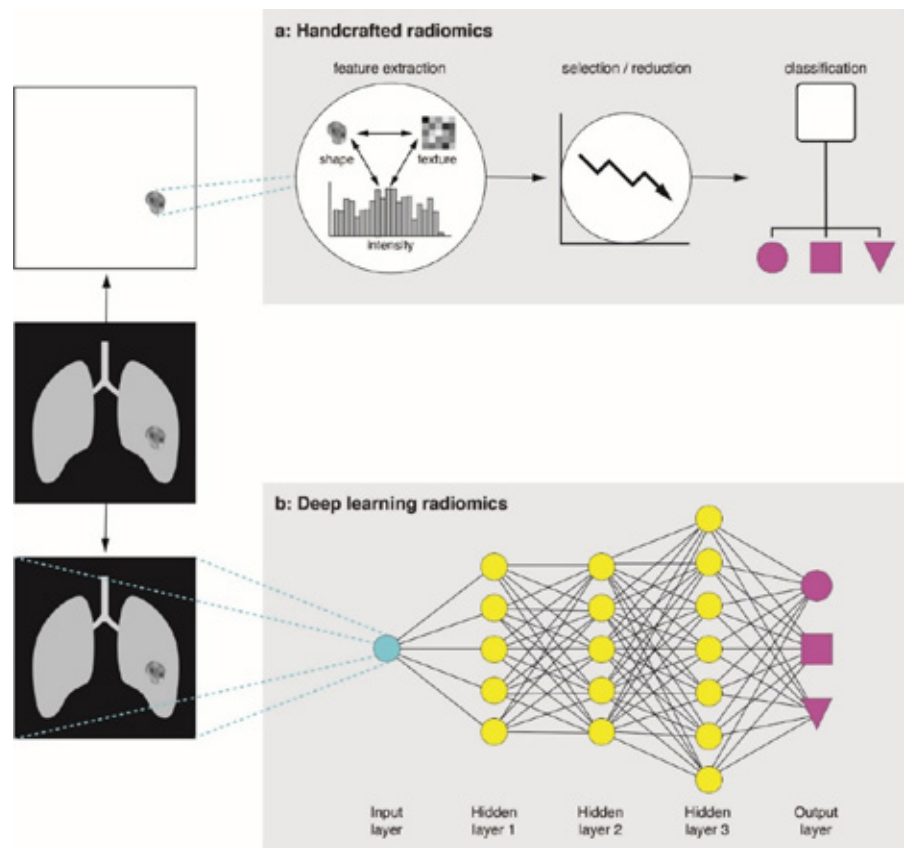 a: Handcrafted radiomics
feature extraction
selection / reduction
classification
shape
texture
intensity
b: Deep learning radiomics
Input
layer
Hidden
layer 1
Hidden
layer 2
Hidden
layer 3
Output
layer